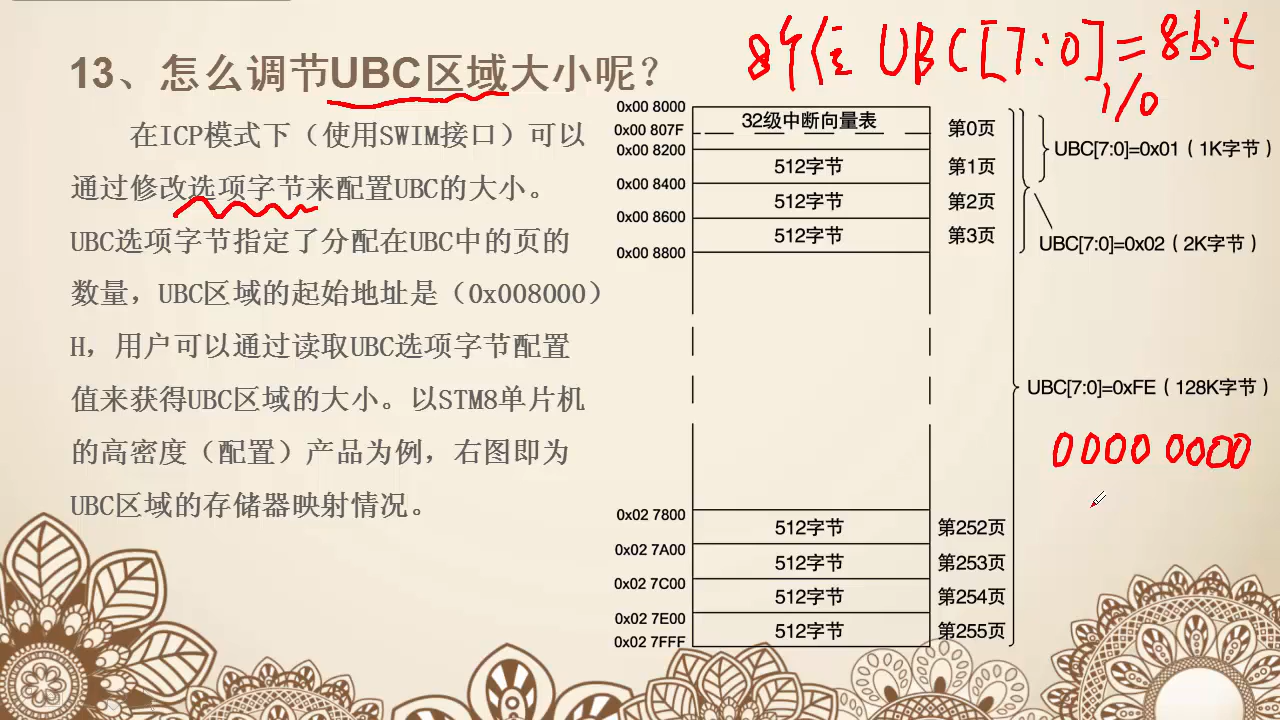 13、怎么调节UBC区域大小呢？
在ICP模式下（使用SWIM接口）可以
通过修改选项字节来配置UBC的大小。
UBC选项字节指定了分配在UBC中的页的
数量，UBC区域的起始地址是（0x008000）
H，用户可以通过读取UBC选项字节配置
值来获得UBC区域的大小。以STM8单片机
的高密度（配置）产品为例，右图即为
UBC区域的存储器映射情况。
8个位 UBC[7:0]=8bit
1/0
0x00 8000
32级中断向量表
第0页
0x00 807F
0x00 8200
512字节
第1页
0x00 8400
512字节
第2页
0x00 8600
512字节
第3页
0x00 8800
UBC[7:0]=0x01（1K字节）
UBC[7:0]=0x02（2K字节）
UBC[7:0]=0xFE（128K字节）
0000 0000
0x02 7800
512字节
第252页
0x02 7A00
512字节
第253页
0x02 7C00
512字节
第254页
0x02 7E00
512字节
第255页
0x02 7FFF